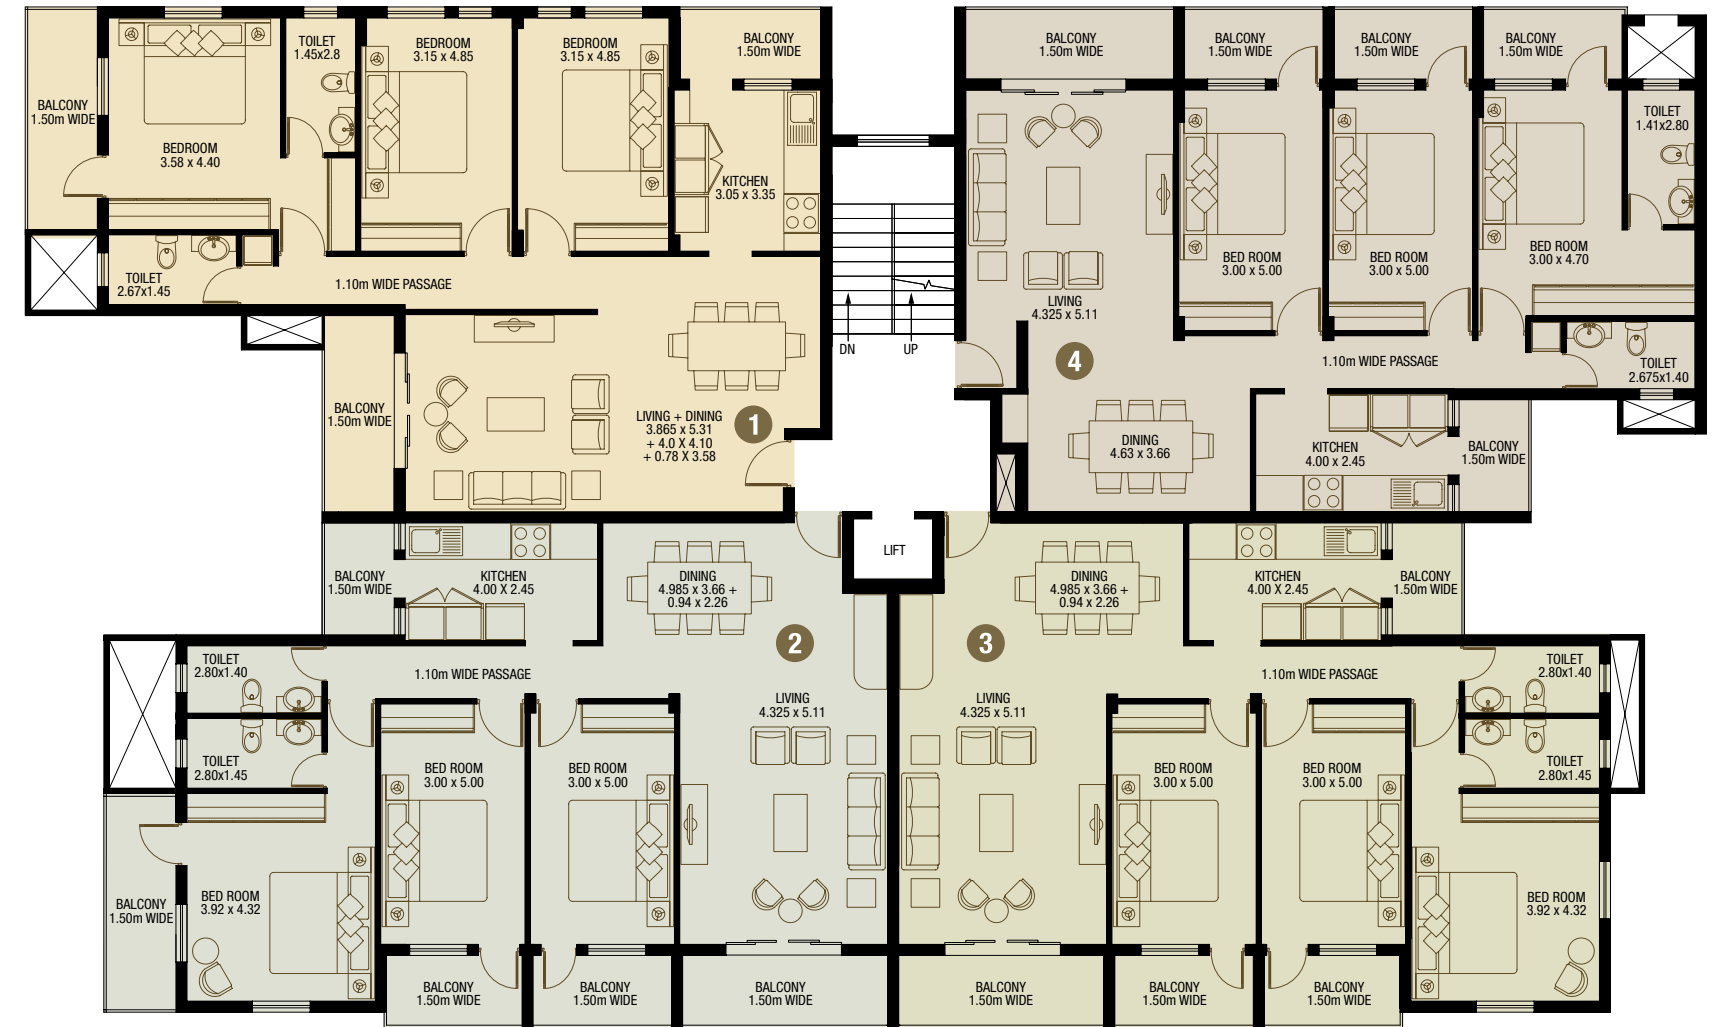 BALCONY
1.50m WIDE
BEDROOM
3.58 x 4.40
TOILET
1.45x2.8
BEDROOM
3.15 x 4.85
BEDROOM
3.15 x 4.85
BALCONY
1.50m WIDE
KITCHEN
3.05 x 3.35
TOILET
2.67x1.45
1.10m WIDE PASSAGE
BALCONY
1.50m WIDE
LIVING + DINING
3.865 x 5.31
+ 4.0 X 4.10
+ 0.78 X 3.58
1
DN
UP
BALCONY
1.50m WIDE
BALCONY
1.50m WIDE
BALCONY
1.50m WIDE
BALCONY
1.50m WIDE
TOILET
1.41x2.80
BED ROOM
3.00 x 5.00
BED ROOM
3.00 x 5.00
BED ROOM
3.00 x 4.70
LIVING
4.325 x 5.11
4
1.10m WIDE PASSAGE
TOILET
2.675x1.40
DINING
4.63 x 3.66
KITCHEN
4.00 x 2.45
BALCONY
1.50m WIDE
LIFT
BALCONY
1.50m WIDE
KITCHEN
4.00 X 2.45
DINING
4.985 x 3.66 +
0.94 x 2.26
2
TOILET
2.80x1.40
1.10m WIDE PASSAGE
LIVING
4.325 x 5.11
TOILET
2.80x1.45
BED ROOM
3.00 x 5.00
BED ROOM
3.00 x 5.00
BALCONY
1.50m WIDE
BED ROOM
3.92 x 4.32
BALCONY
1.50m WIDE
BALCONY
1.50m WIDE
BALCONY
1.50m WIDE
DINING
4.985 x 3.66 +
0.94 x 2.26
KITCHEN
4.00 X 2.45
BALCONY
1.50m WIDE
3
LIVING
4.325 x 5.11
1.10m WIDE PASSAGE
TOILET
2.80x1.40
TOILET
2.80x1.45
BED ROOM
3.00 x 5.00
BED ROOM
3.00 x 5.00
BED ROOM
3.92 x 4.32
BALCONY
1.50m WIDE
BALCONY
1.50m WIDE
BALCONY
1.50m WIDE